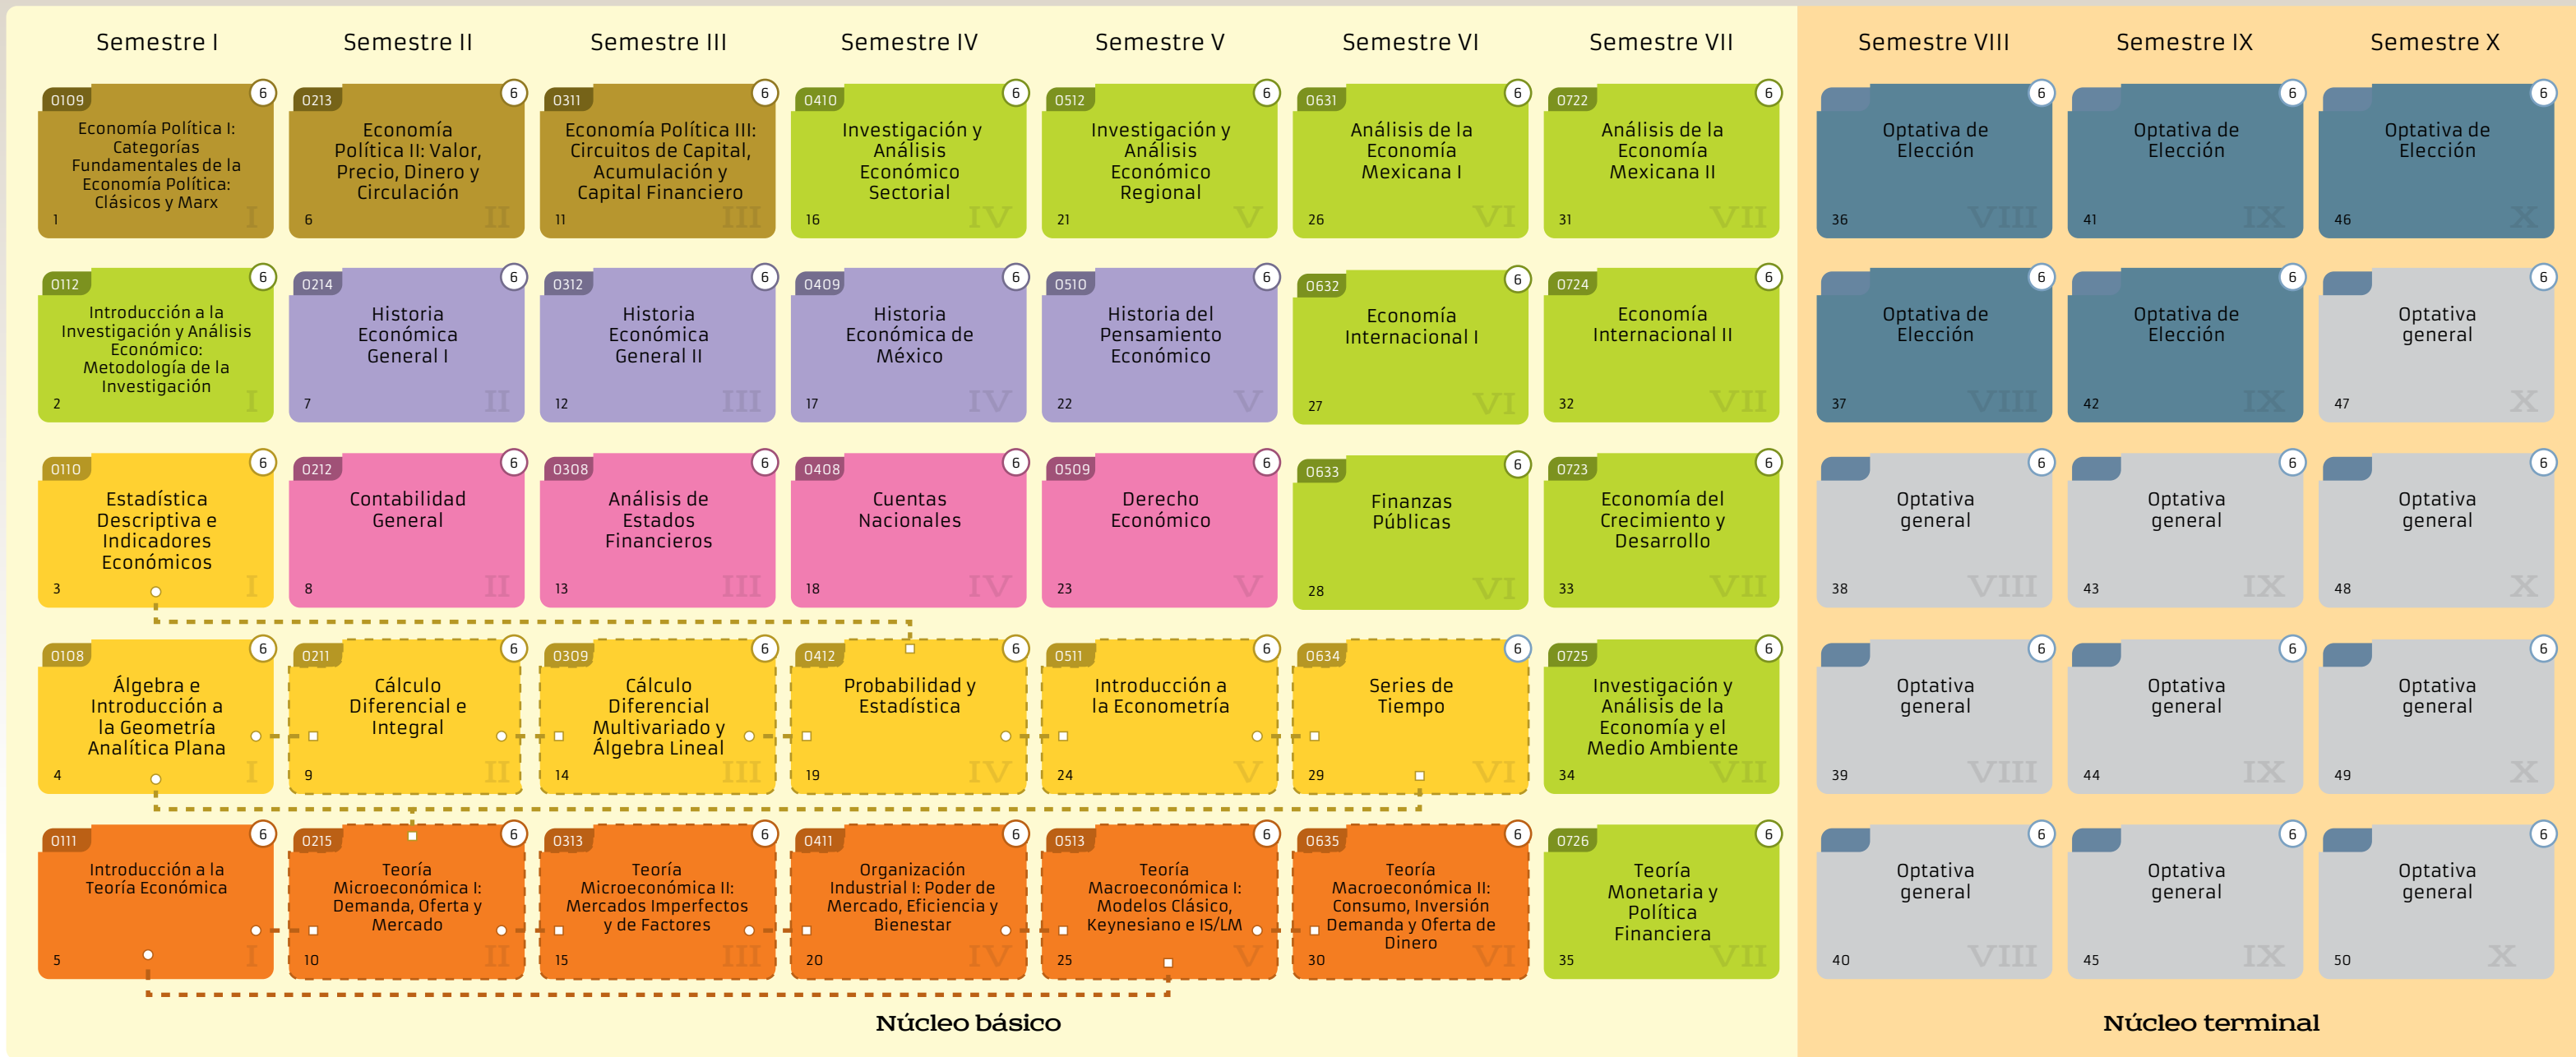 Semestre I
Semestre II
Semestre III
Semestre IV
Semestre V
Semestre VI
Semestre VII
Semestre VIII
Semestre IX
Semestre X
0109
6
Economía Política I:
Categorías
Fundamentales de la
Economía Política:
Clásicos y Marx
1
I
0213
6
Economía
Política II: Valor,
Precio, Dinero y
Circulación
6
II
0311
6
Economía Política III:
Circuitos de Capital,
Acumulación y
Capital Financiero
11
III
0410
6
Investigación y
Análisis
Económico
Sectorial
16
IV
0512
6
Investigación y
Análisis
Económico
Regional
21
V
0631
6
Análisis de la
Economía
Mexicana I
26
VI
0722
6
Análisis de la
Economía
Mexicana II
31
VII
6
Optativa de
Elección
36
VIII
6
Optativa de
Elección
41
IX
6
Optativa de
Elección
46
X
0112
6
Introducción a la
Investigación y Análisis
Económico:
Metodología de la
Investigación
2
I
0214
6
Historia
Económica
General I
7
II
0312
6
Historia
Económica
General II
12
III
0409
6
Historia
Económica de
México
17
IV
0510
6
Historia del
Pensamiento
Económico
22
V
0632
6
Economía
Internacional I
27
VI
0724
6
Economía
Internacional II
32
VII
6
Optativa de
Elección
37
VIII
6
Optativa de
Elección
42
IX
6
Optativa
general
47
X
0110
6
Estadística
Descriptiva e
Indicadores
Económicos
3
I
0212
6
Contabilidad
General
8
II
0308
6
Análisis de
Estados
Financieros
13
III
0408
6
Cuentas
Nacionales
18
IV
0509
6
Derecho
Económico
23
V
0633
6
Finanzas
Públicas
28
VI
0723
6
Economía del
Crecimiento y
Desarrollo
33
VII
6
Optativa
general
38
VIII
6
Optativa
general
43
IX
6
Optativa
general
48
X
0108
6
Álgebra e
Introducción a
la Geometría
Analítica Plana
4
I
0211
6
Cálculo
Diferencial e
Integral
9
II
0309
6
Cálculo
Diferencial
Multivariado y
Álgebra Lineal
14
III
0412
6
Probabilidad y
Estadística
19
IV
0511
6
Introducción a
la Econometría
24
V
0634
6
Series de
Tiempo
29
VI
0725
6
Investigación y
Análisis de la
Economía y el
Medio Ambiente
34
VII
6
Optativa
general
39
VIII
6
Optativa
general
44
IX
6
Optativa
general
49
X
0111
6
Introducción a la
Teoría Económica
5
I
0215
6
Teoría
Microeconómica I:
Demanda, Oferta y
Mercado
10
II
0313
6
Teoría
Microeconómica II:
Mercados Imperfectos
y de Factores
15
III
0411
6
Organización
Industrial I: Poder de
Mercado, Eficiencia y
Bienestar
20
IV
0513
6
Teoría
Macroeconómica I:
Modelos Clásico,
Keynesiano e IS/LM
25
V
0635
6
Teoría
Macroeconómica II:
Consumo, Inversión
Demanda y Oferta de
Dinero
30
VI
0726
6
Teoría
Monetaria y
Política
Financiera
35
VII
6
Optativa
general
40
VIII
6
Optativa
general
45
IX
6
Optativa
general
50
X
Núcleo básico
Núcleo terminal